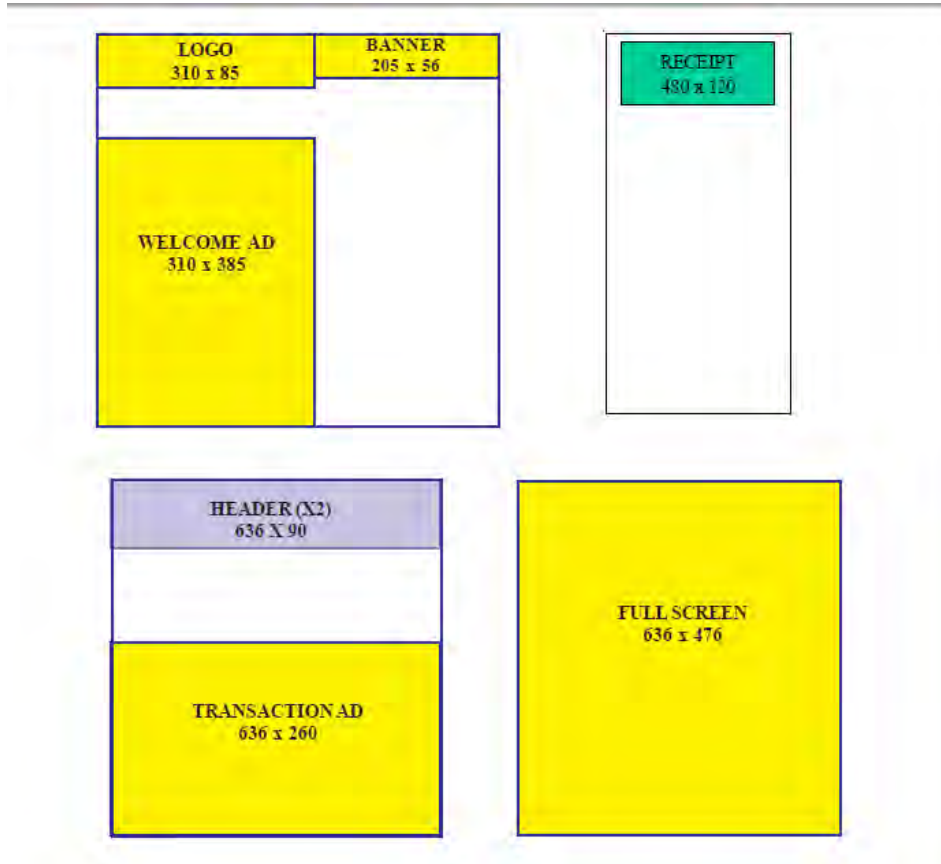 LOGO
310 x 85
BANNER
205 x 56
RECEIPT
480 x 120
WELCOME AD
310 x 385
HEADER (X2)
636 X 90
FULL SCREEN
636 x 476
TRANSACTION AD
636 x 260